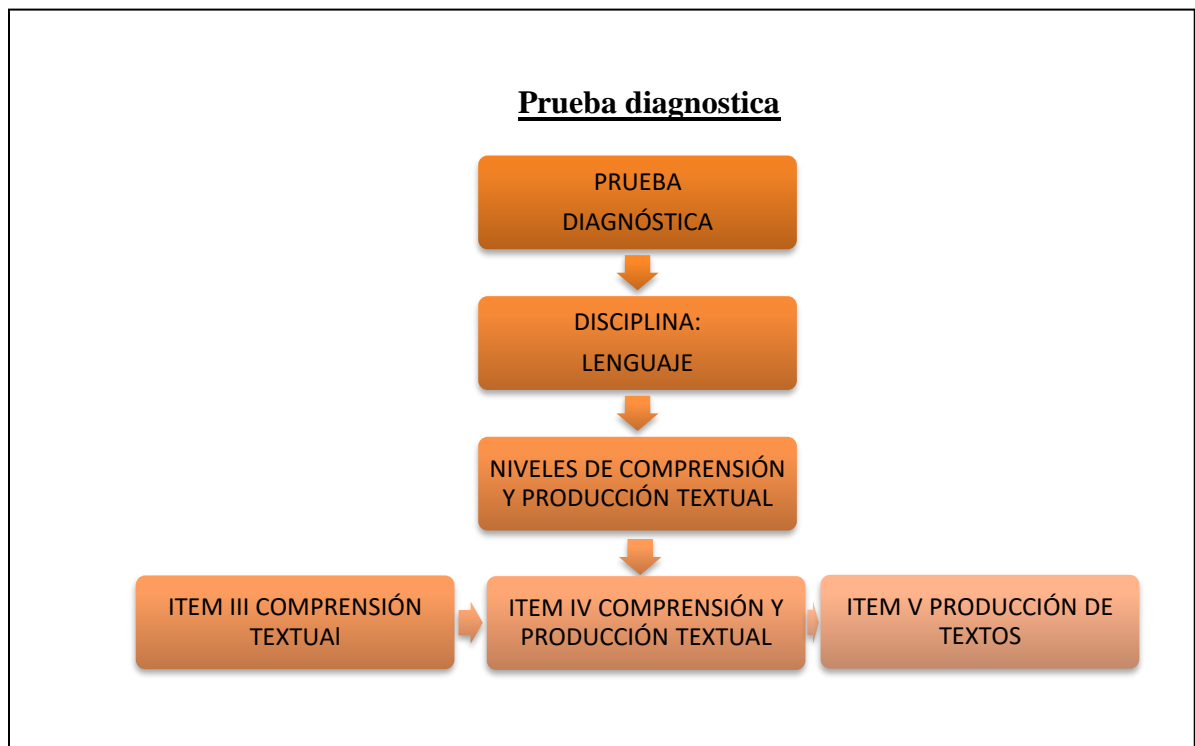 Prueba diagnostica
PRUEBA
DIAGNÓSTICA
DISCIPLINA:
LENGUAJE
NIVELES DE COMPRENSIÓN
Y PRODUCCIÓN TEXTUAL
ITEM III COMPRENSIÓN
TEXTUAl
ITEM IV COMPRENSIÓN Y
PRODUCCIÓN TEXTUAL
ITEM V PRODUCCIÓN DE
TEXTOS